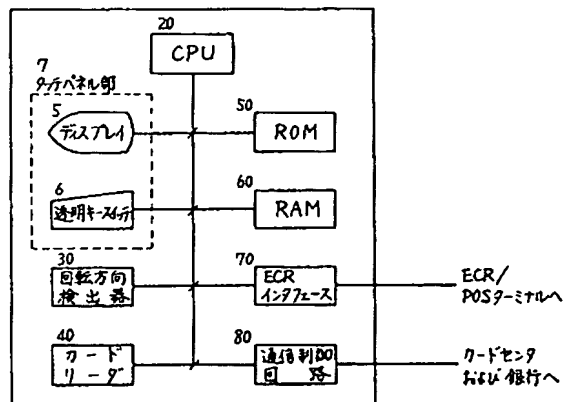 20
CPU
7
タッチパネル部
5
ディスプレイ
50
ROM
6
透明キースイッチ
60
RAM
30
回転方向
検出器
70
ECR
インタフェース
ECR/
POSターミナルへ
40
カード
リーダ
80
通信制御
回路
カードセンタ
および銀行へ